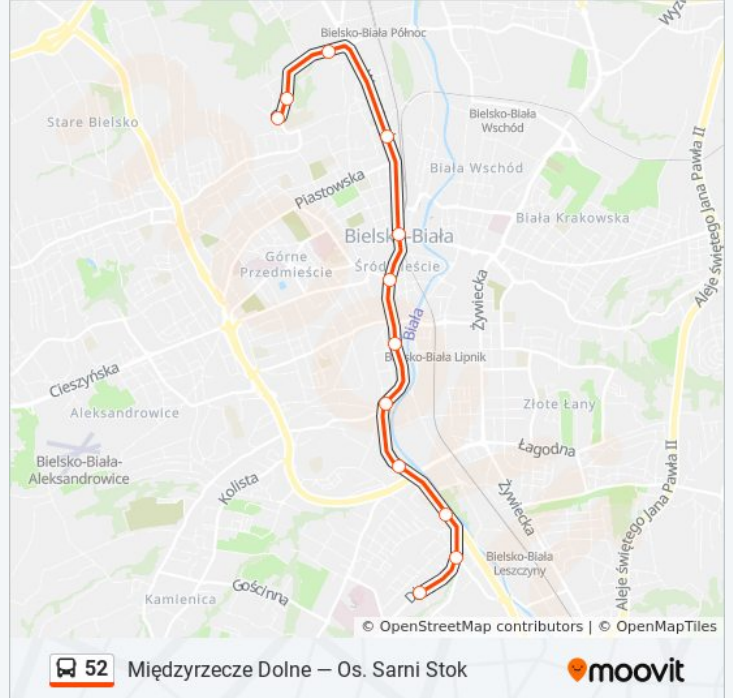 Bielsko-Biała Północ
Wyzw
Stare Bielsko
Bielsko-Biała
Wschód
Aleje świętego Jana Pawła II
Biała Wschód
Piastowska
Biała Krakowska
Bielsko-Biała
Górne
Przedmieście
Śródmieście
Żywiecka
Biała
Bielsko-Biała Lipnik
Cieszyńska
Aleksandrowice
Złote Łany
Łagodna
Bielsko-Biała-
Aleksandrowice
Kolista
Żywiecka
Aleje świętego Jana Pawła II
Bielsko-Biała
Leszczyny
Gościnna
Kamienica
© OpenStreetMap contributors | © OpenMapTiles
52 Międzyrzecze Dolne — Os. Sarni Stok
moovit